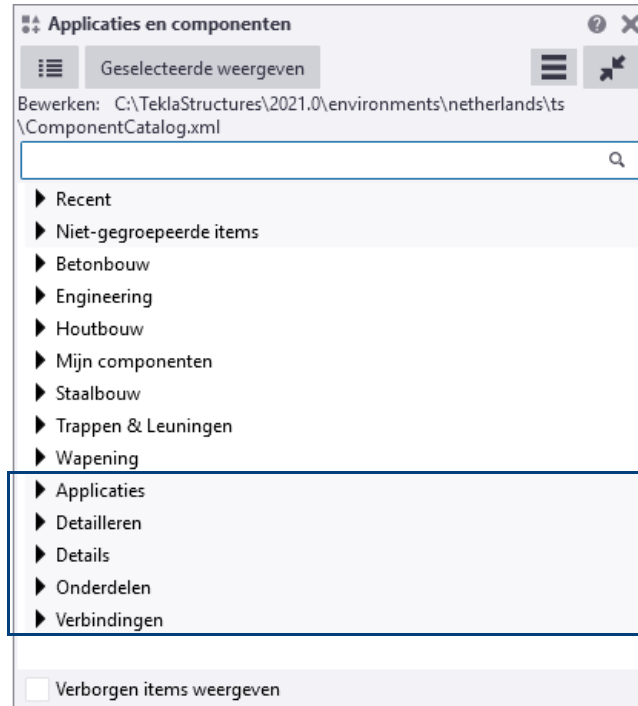 Applicaties en componenten
Geselecteerde weergeven
Bewerken: C:\TeklaStructures\2021.0\environments\netherlands\ts
\ComponentCatalog.xml
Recent
Niet-gegroepeerde items
Betonbouw
Engineering
Houtbouw
Mijn componenten
Staalbouw
Trappen & Leuningen
Wapening
Applicaties
Detailleren
Details
Onderdelen
Verbindingen
Verborgen items weergeven